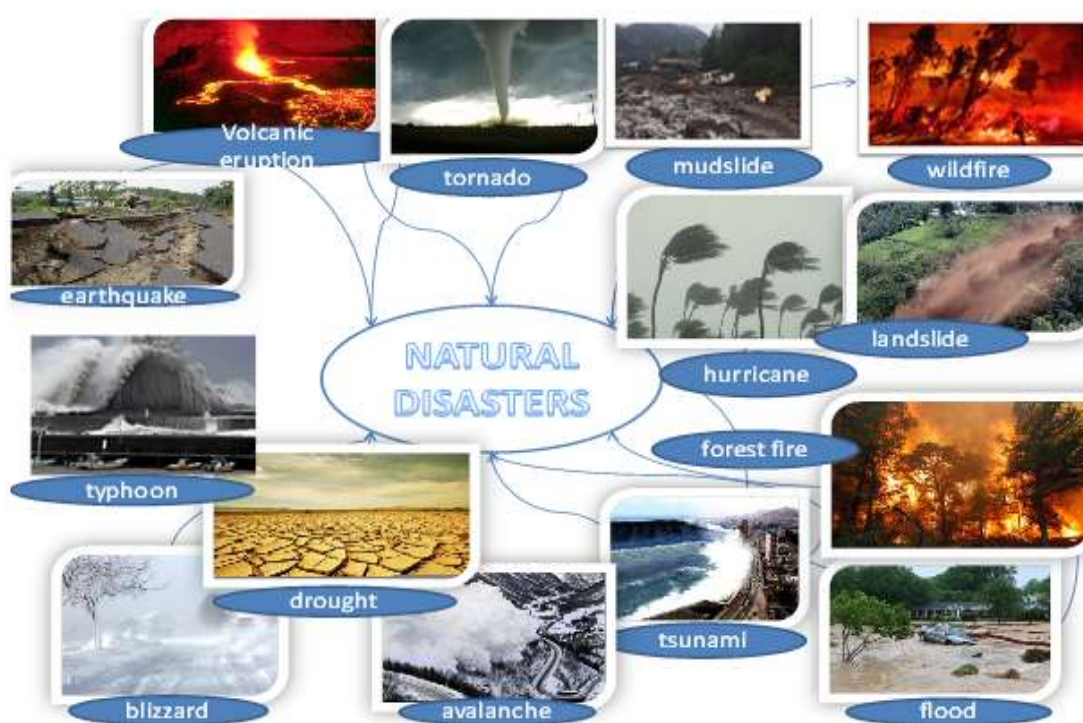 Volcanic
eruption
tornado
mudslide
wildfire
earthquake
landslide
NATURAL
DISASTERS
hurricane
forest fire
typhoon
drought
tsunami
blizzard
avalanche
flood